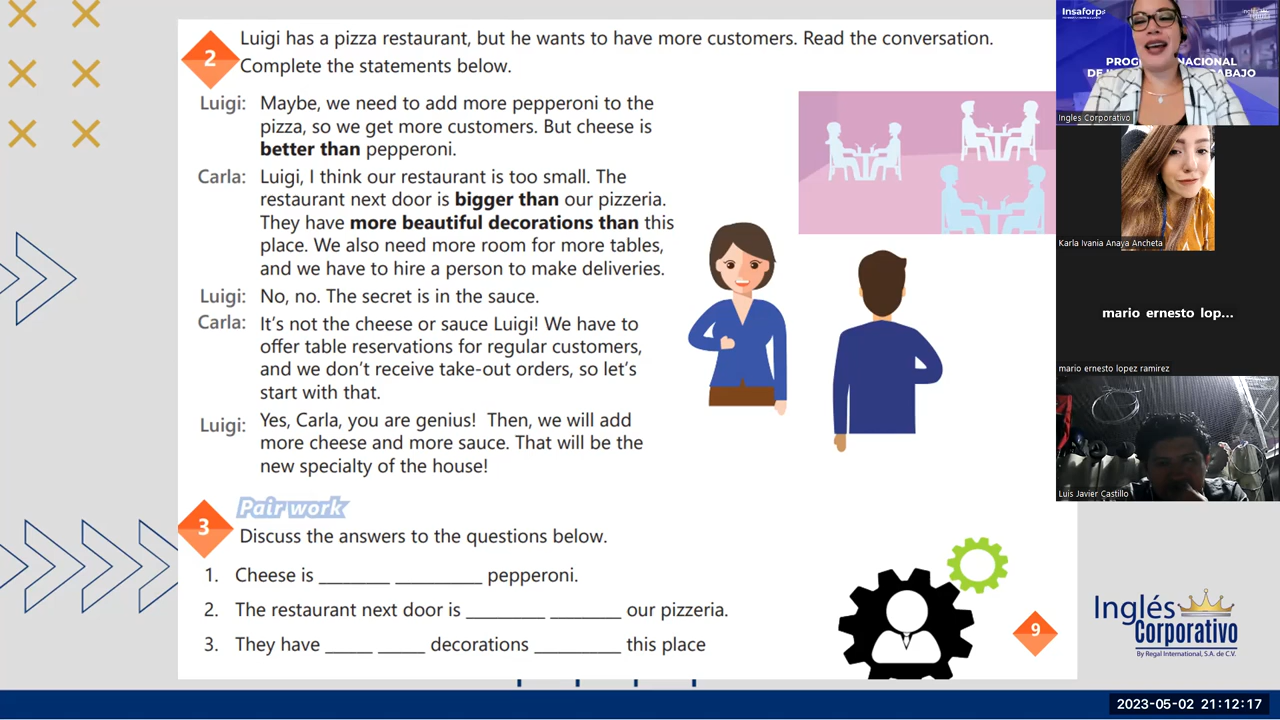 2
Luigi has a pizza restaurant, but he wants to have more customers. Read the conversation.
Complete the statements below.
Luigi: Maybe, we need to add more pepperoni to the
pizza, so we get more customers. But cheese is
better than pepperoni.
Carla: Luigi, I think our restaurant is too small. The
restaurant next door is bigger than our pizzeria.
They have more beautiful decorations than this
place. We also need more room for more tables,
and we have to hire a person to make deliveries.
Luigi: No, no. The secret is in the sauce.
Carla: It’s not the cheese or sauce Luigi! We have to
offer table reservations for regular customers,
and we don’t receive take-out orders, so let’s
start with that.
Luigi: Yes, Carla, you are genius!  Then, we will add
more cheese and more sauce. That will be the
new specialty of the house!
3
Pair work
Discuss the answers to the questions below.
1. Cheese is _______ _________ pepperoni.
2. The restaurant next door is ________ _______ our pizzeria.
3. They have _____ _____ decorations _________ this place
9
Insaforp
Ingles Corporativo
Karla Ivania Anaya Ancheta
mario ernesto lop...
mario ernesto lopez ramirez
Luis Javier Castillo
Inglés
Corporativo
By Regal International, S.A. de C.V.
2023-05-02 21:12:17